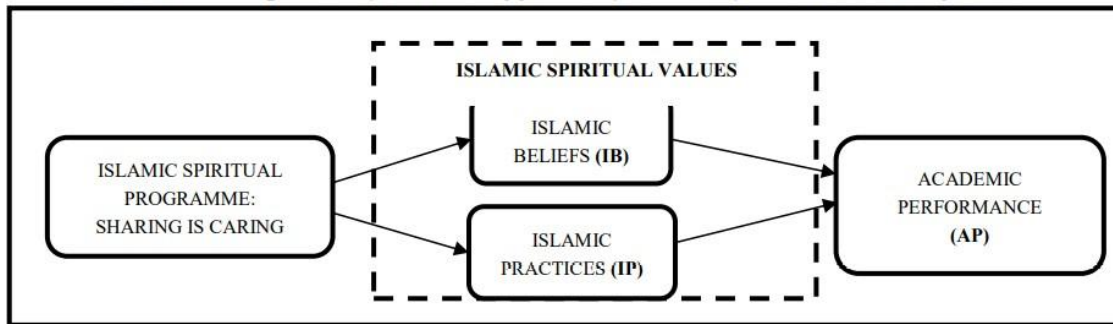 ISLAMIC SPIRITUAL VALUES
ISLAMIC SPIRITUAL
PROGRAMME:
SHARING IS CARING
ISLAMIC
BELIEFS (IB)
ISLAMIC
PRACTICES (IP)
ACADEMIC
PERFORMANCE
(AP)